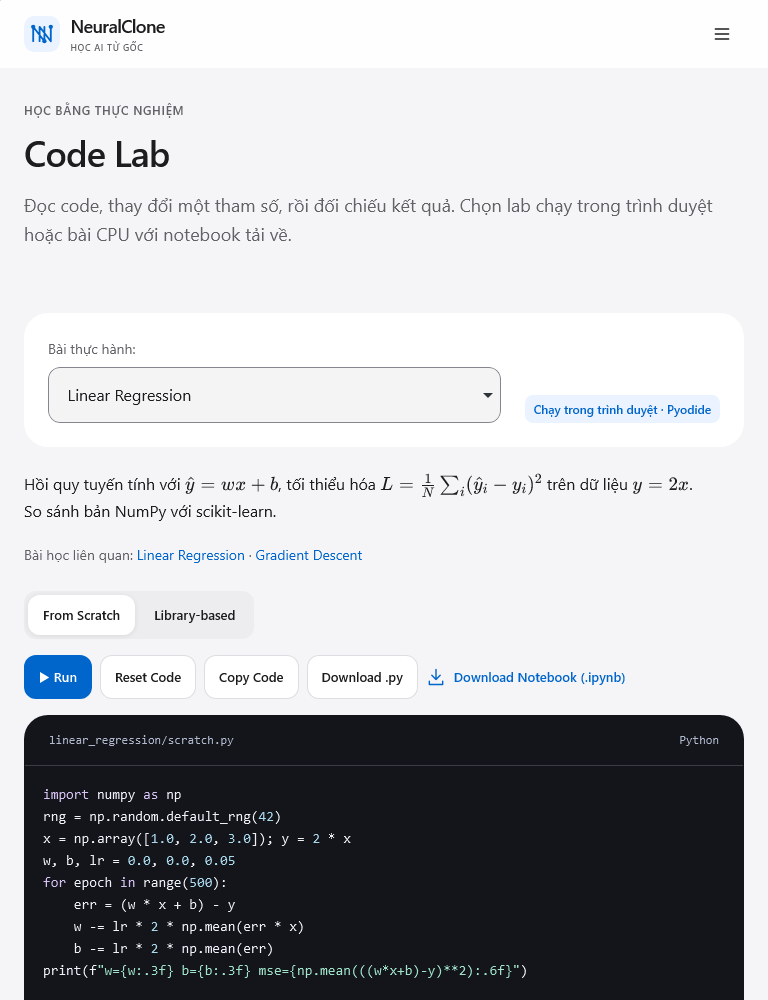 NeuralClone
HỌC AI TỪ GỐC
HỌC BẰNG THỰC NGHIỆM
Code Lab
Đọc code, thay đổi một tham số, rồi đối chiếu kết quả. Chọn lab chạy trong trình duyệt
hoặc bài CPU với notebook tải về.
Bài thực hành:
Linear Regression
Chạy trong trình duyệt · Pyodide
Hồi quy tuyến tính với ŷ = wx + b, tối thiểu hóa L = 1/N ∑ᵢ(ŷᵢ − yᵢ)² trên dữ liệu y = 2x.
So sánh bản NumPy với scikit-learn.
Bài học liên quan: Linear Regression · Gradient Descent
From Scratch Library-based
▶ Run Reset Code Copy Code Download .py Download Notebook (.ipynb)
linear_regression/scratch.py Python
import numpy as np
rng = np.random.default_rng(42)
x = np.array([1.0, 2.0, 3.0]); y = 2 * x
w, b, lr = 0.0, 0.0, 0.05
for epoch in range(500):
    err = (w * x + b) - y
    w -= lr * 2 * np.mean(err * x)
    b -= lr * 2 * np.mean(err)
print(f"w={w:.3f} b={b:.3f} mse={np.mean(((w*x+b)-y)**2):.6f}")